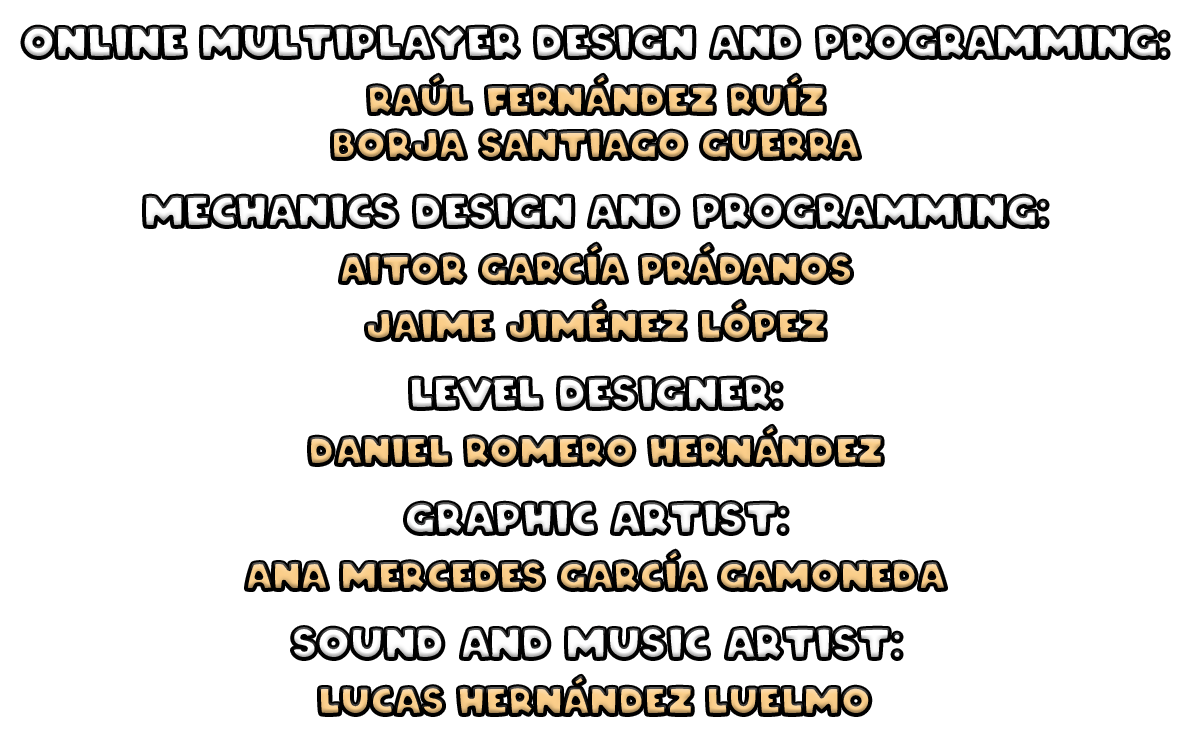 ONLINE MULTIPLAYER DESIGN AND PROGRAMMING:
RAÚL FERNÁNDEZ RUÍZ
BORJA SANTIAGO GUERRA
MECHANICS DESIGN AND PROGRAMMING:
AITOR GARCÍA PRÁDANOS
JAIME JIMÉNEZ LÓPEZ
LEVEL DESIGNER:
DANIEL ROMERO HERNÁNDEZ
GRAPHIC ARTIST:
ANA MERCEDES GARCÍA GAMONEDA
SOUND AND MUSIC ARTIST:
LUCAS HERNÁNDEZ LUELMO